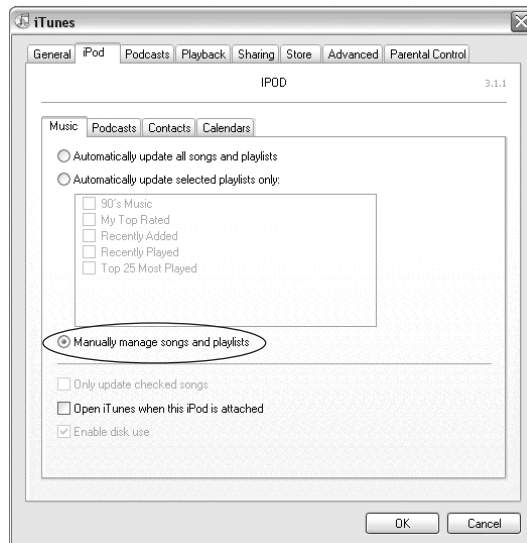 iTunes
General iPod Podcasts Playback Sharing Store Advanced Parental Control
IPOD 3.1.1
Music Podcasts Contacts Calendars
Automatically update all songs and playlists
Automatically update selected playlists only:
90's Music
My Top Rated
Recently Added
Recently Played
Top 25 Most Played
Manually manage songs and playlists
Only update checked songs
Open iTunes when this iPod is attached
Enable disk use
OK Cancel